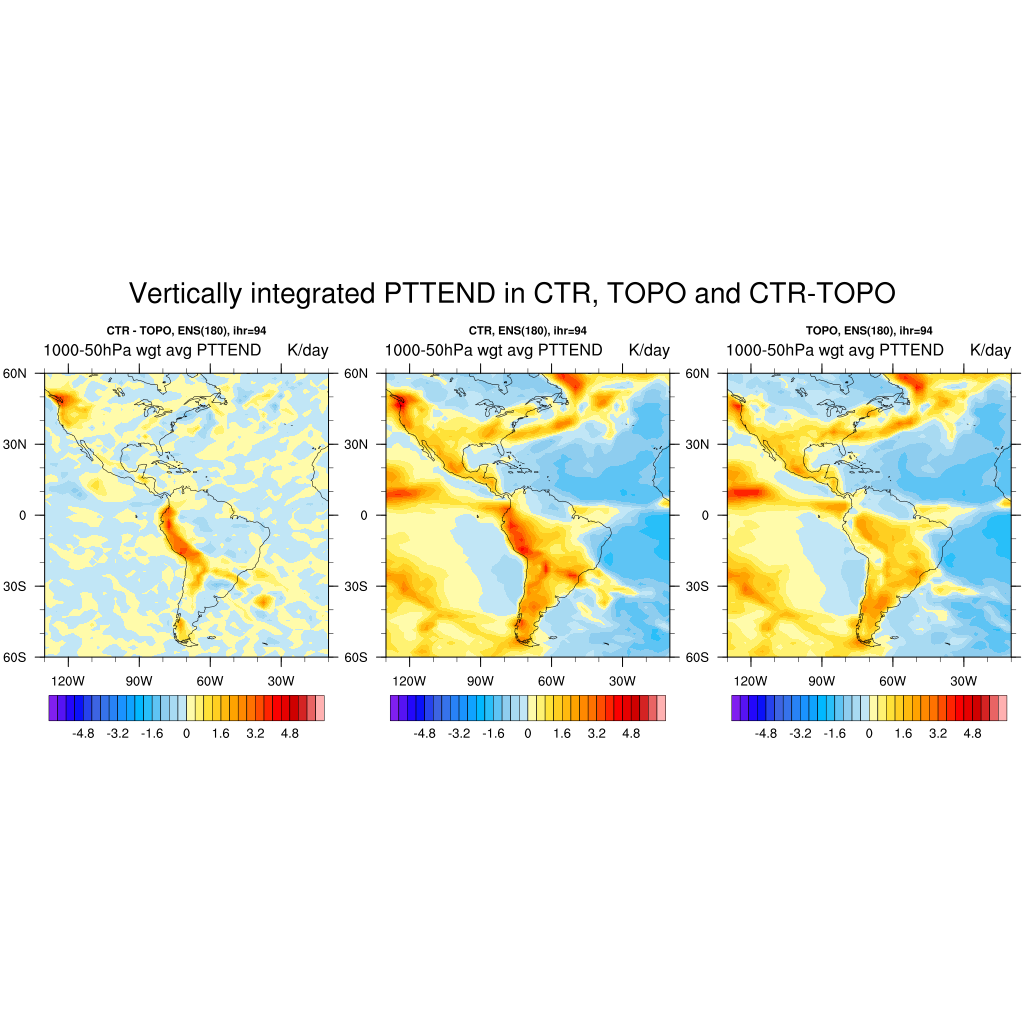 Vertically integrated PTTEND in CTR, TOPO and CTR-TOPO
CTR - TOPO, ENS(180), ihr=94
1000-50hPa wgt avg PTTEND K/day
60N
30N
0
30S
60S
120W 90W 60W 30W
-4.8 -3.2 -1.6 0 1.6 3.2 4.8
CTR, ENS(180), ihr=94
1000-50hPa wgt avg PTTEND K/day
60N
30N
0
30S
60S
120W 90W 60W 30W
-4.8 -3.2 -1.6 0 1.6 3.2 4.8
TOPO, ENS(180), ihr=94
1000-50hPa wgt avg PTTEND K/day
60N
30N
0
30S
60S
120W 90W 60W 30W
-4.8 -3.2 -1.6 0 1.6 3.2 4.8